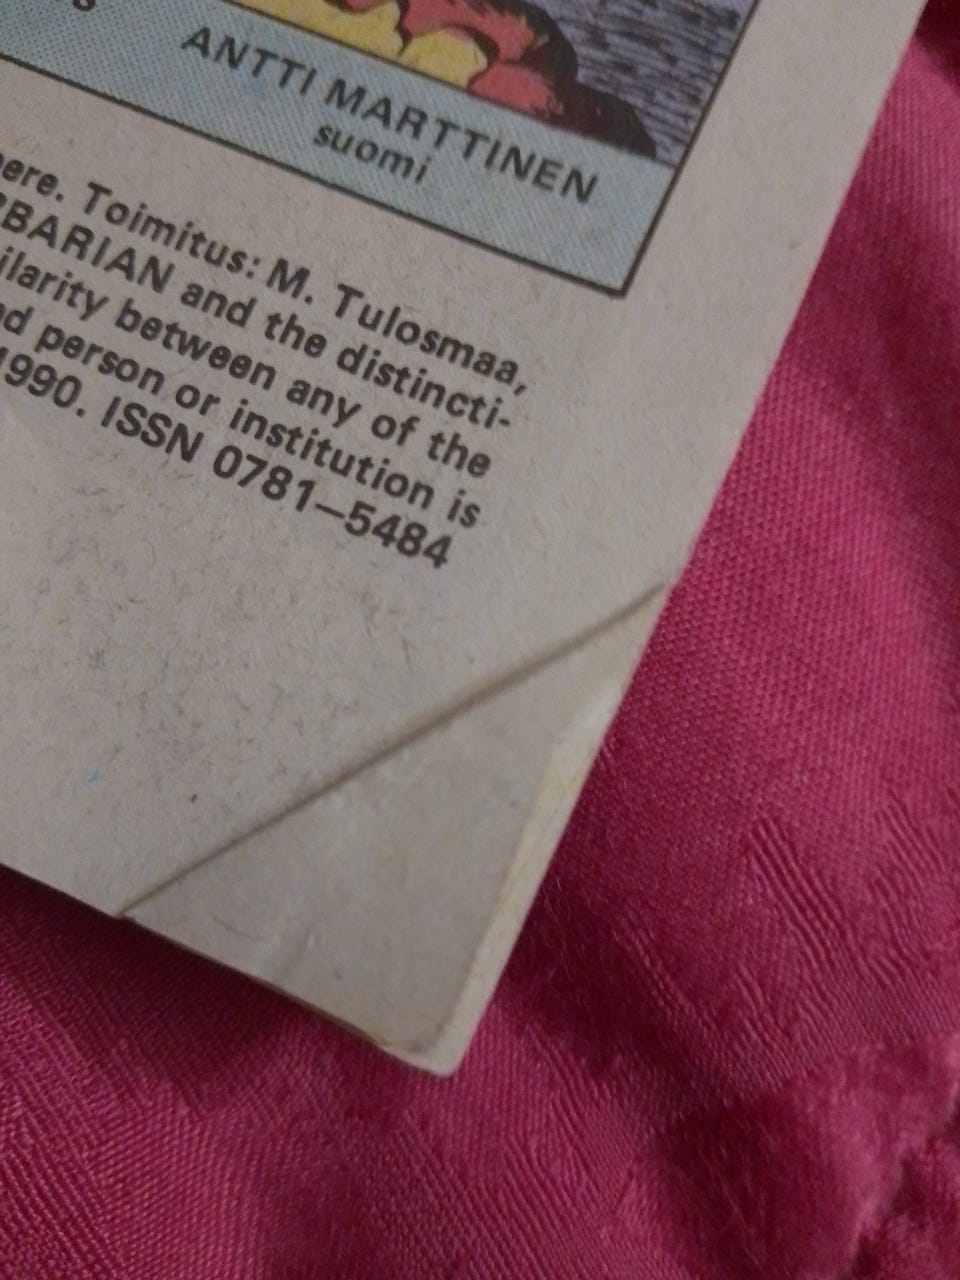 ANTTI MARTTINEN
suomi
ere. Toimitus: M. Tulosmaa,
BARIAN and the distincti-
ilarity between any of the
d person or institution is
1990. ISSN 0781—5484